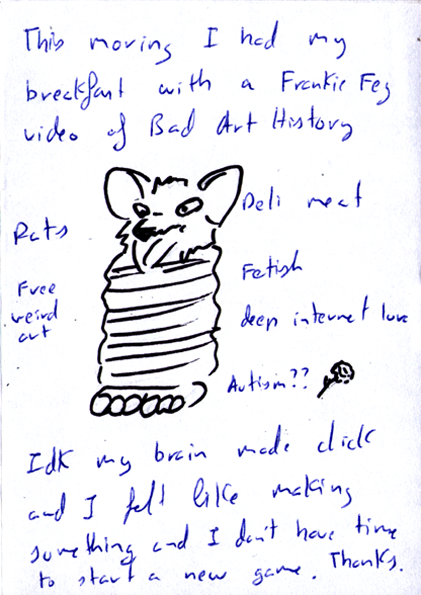 This moring I had my
breakfant with a Frankie Fey
video of Bad Art History
Rats
Free
weird
art
Deli meat
Fetish
deep internet lore
Autism??
Idk my brain made click
and I felt like making
something and I don't have time
to start a new game. Thanks.